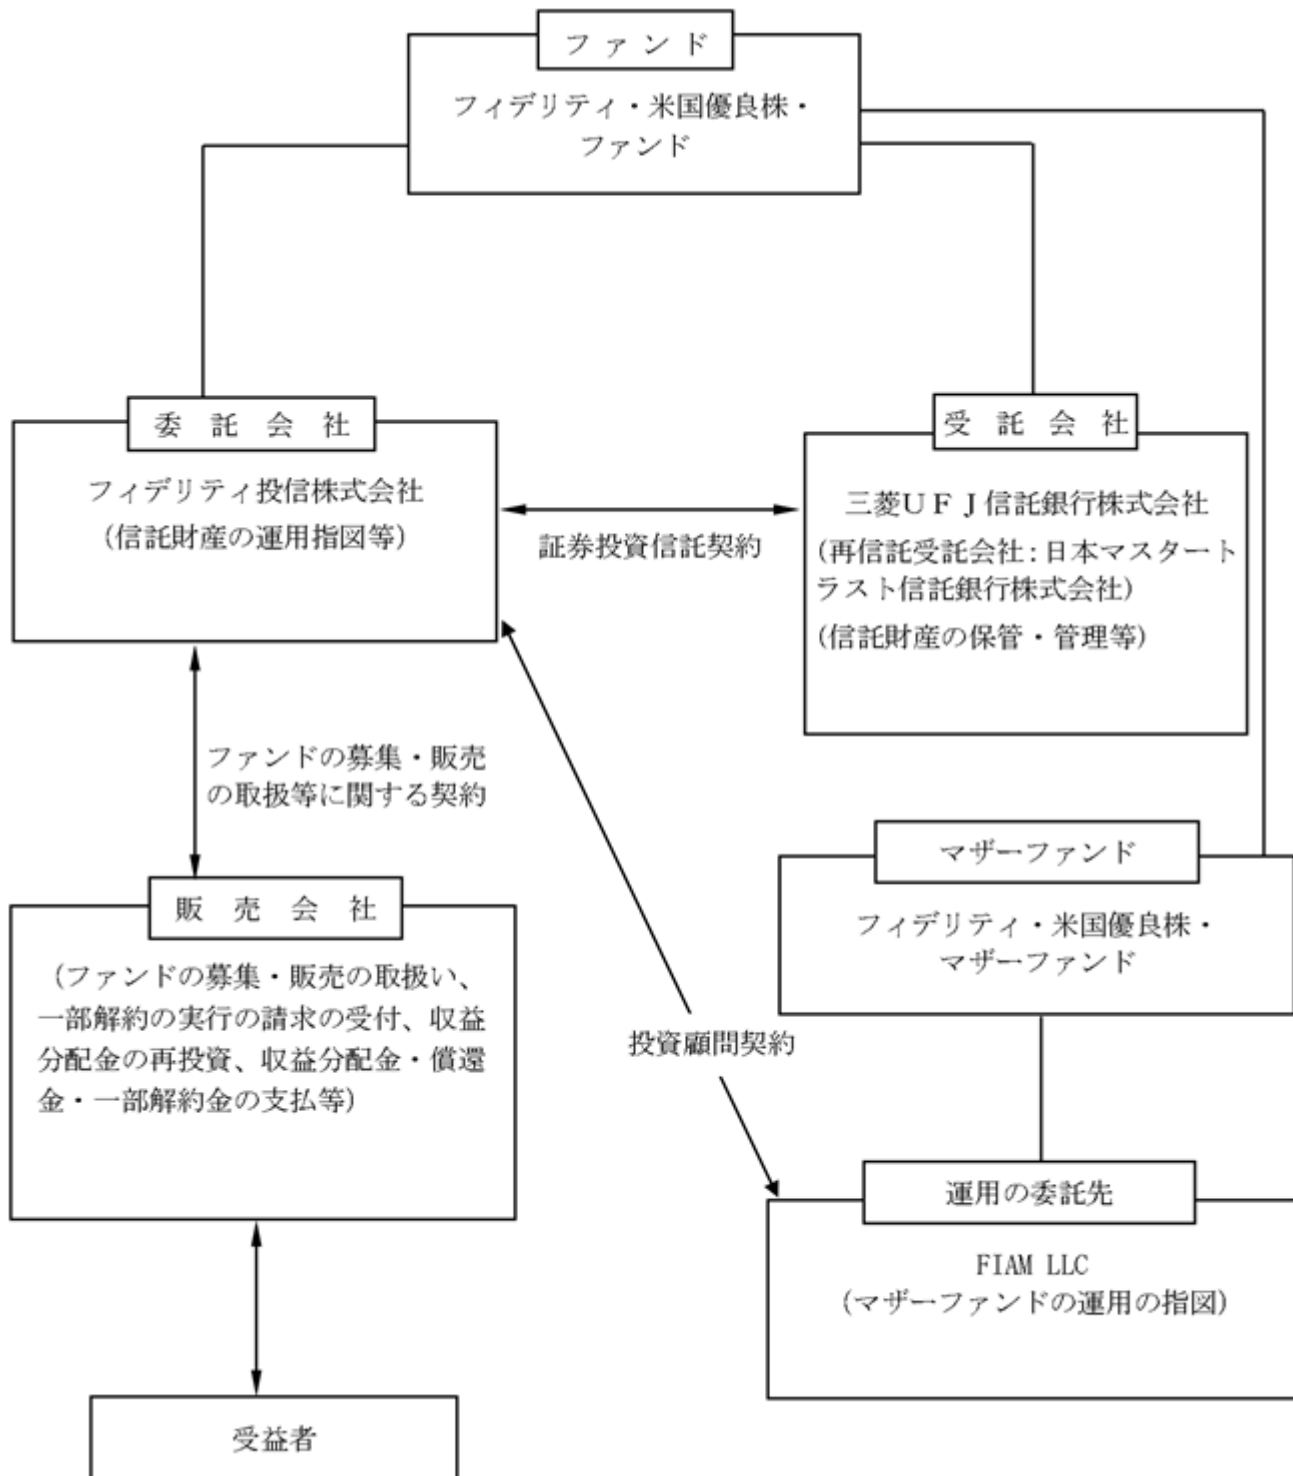 ファンド
フィデリティ・米国優良株・
ファンド
委託会社
フィデリティ投信株式会社
（信託財産の運用指図等）
証券投資信託契約
受託会社
三菱ＵＦＪ信託銀行株式会社
（再信託受託会社：日本マスタート
ラスト信託銀行株式会社）
（信託財産の保管・管理等）
ファンドの募集・販売
の取扱等に関する契約
マザーファンド
フィデリティ・米国優良株・
マザーファンド
販売会社
（ファンドの募集・販売の取扱い、
一部解約の実行の請求の受付、収益
分配金の再投資、収益分配金・償還
金・一部解約金の支払等）
投資顧問契約
運用の委託先
FIAM LLC
（マザーファンドの運用の指図）
受益者